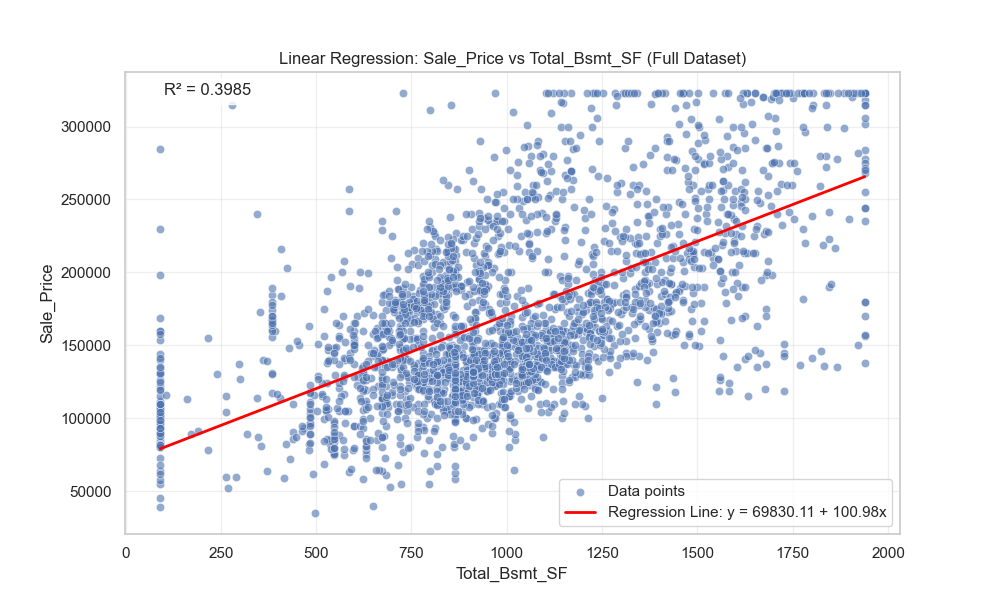 Linear Regression: Sale_Price vs Total_Bsmt_SF (Full Dataset)
R² = 0.3985
300000
250000
200000
150000
100000
50000
Sale_Price
Data points
Regression Line: y = 69830.11 + 100.98x
0 250 500 750 1000 1250 1500 1750 2000
Total_Bsmt_SF